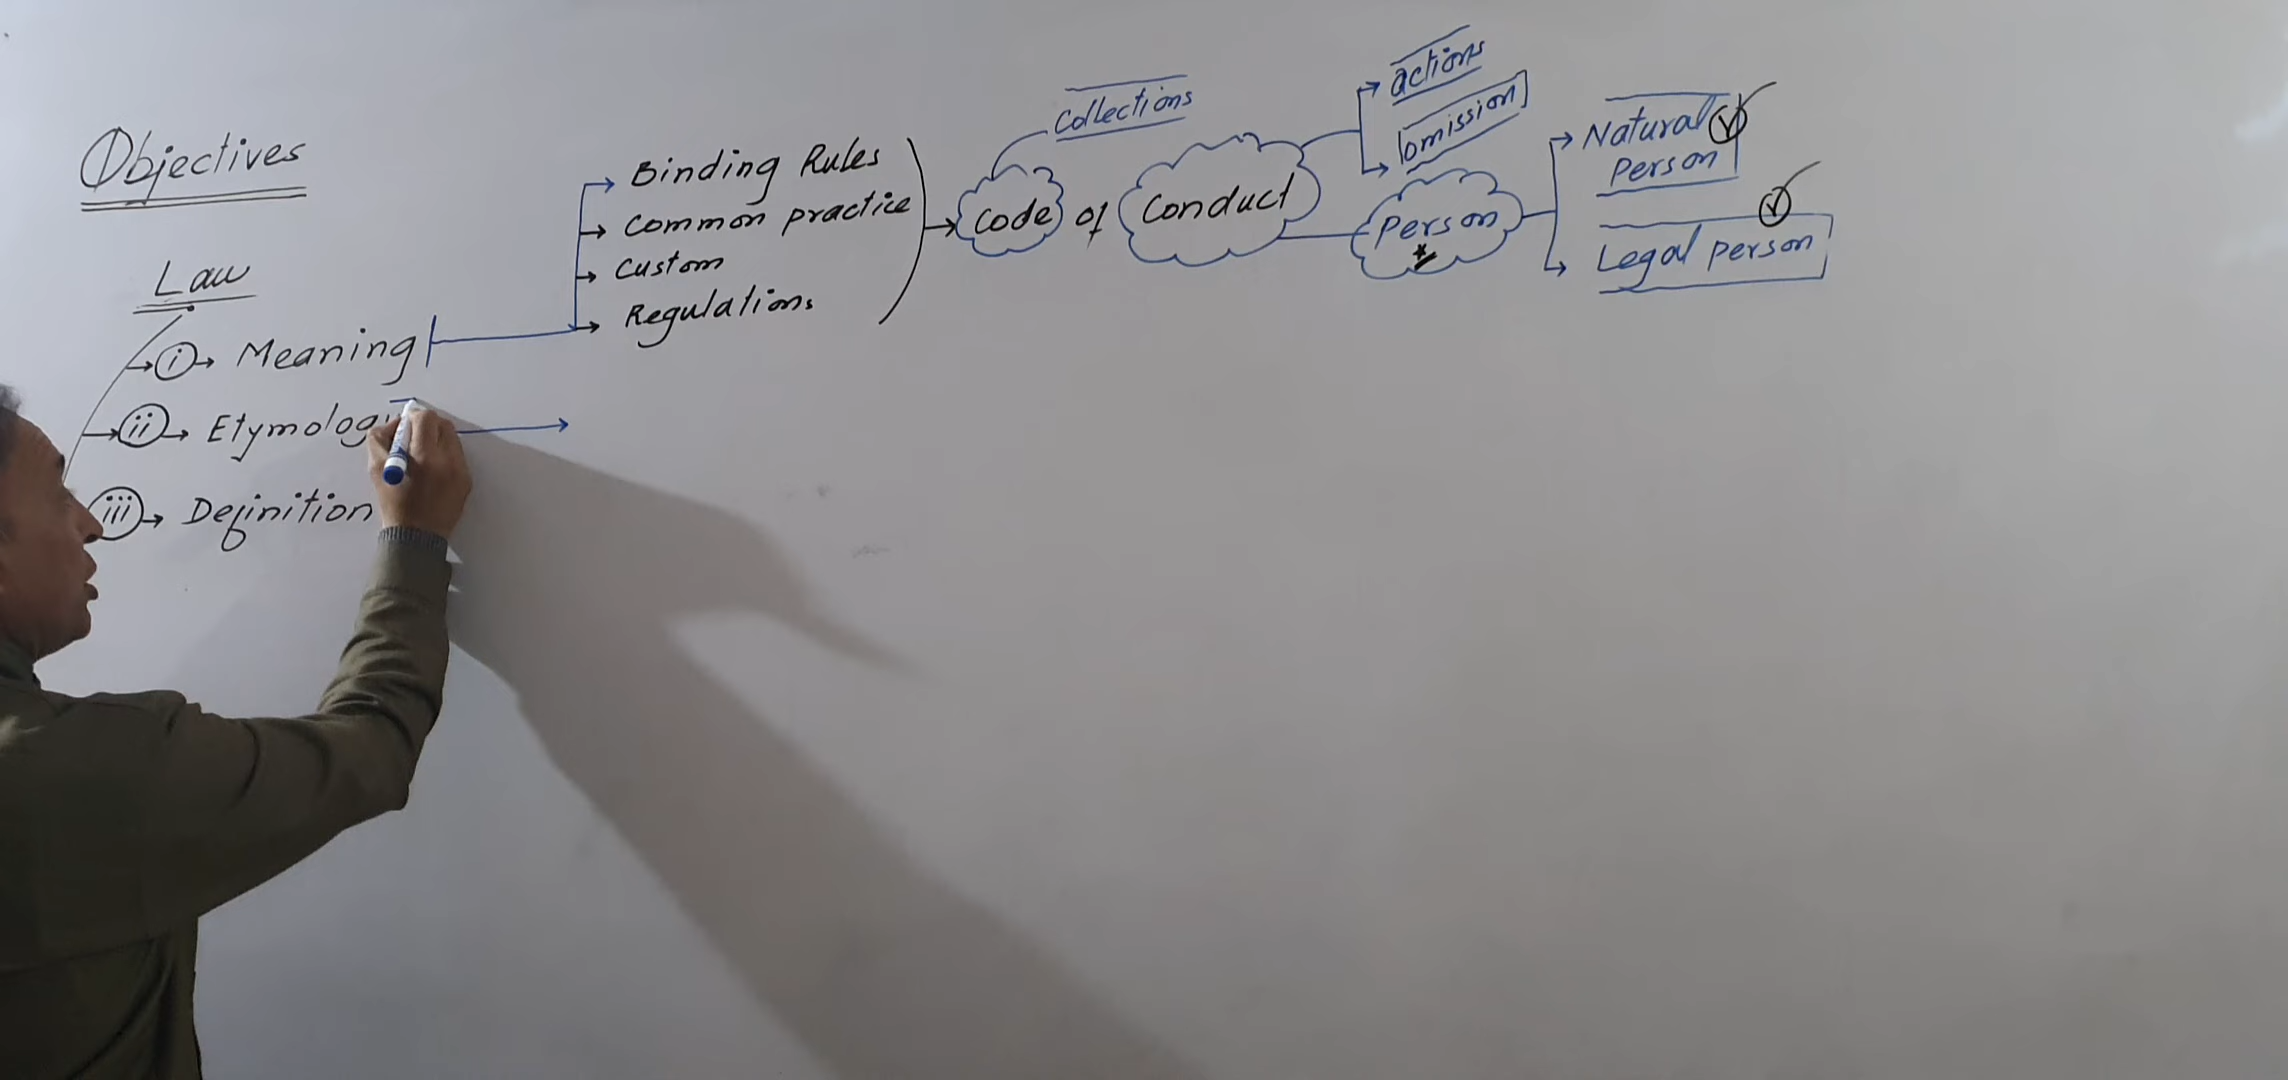 Objectives
Law
i → Meaning
ii → Etymology
iii → Definition
Binding Rules
Common practice
Custom
Regulations
Code of Conduct
Collections
actions
omission
Person
Natural
Person
Legal person